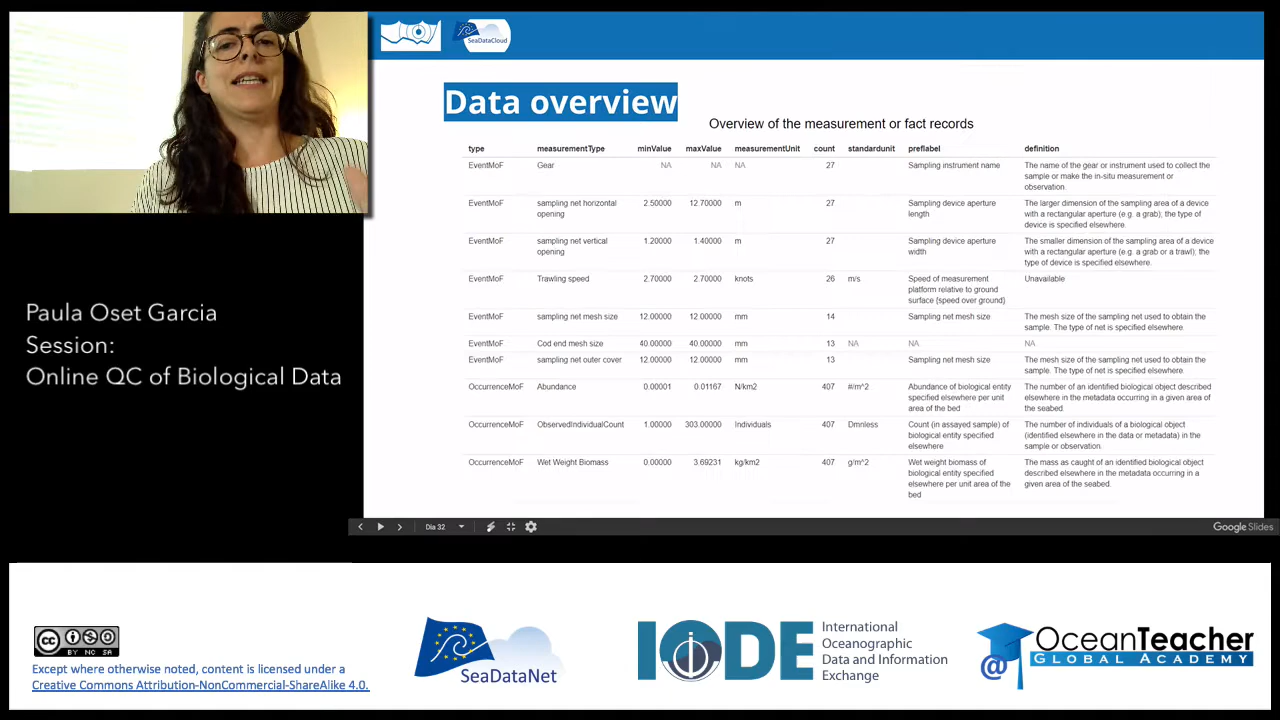 SeaDataCloud
Data overview
Overview of the measurement or fact records
type measurementType minValue maxValue measurementUnit count standardunit preflabel definition
EventMoF Gear NA NA NA 27 Sampling instrument name The name of the gear or instrument used to collect the
sample or make the in-situ measurement or
observation.
EventMoF sampling net horizontal 2.50000 12.70000 m 27 Sampling device aperture The larger dimension of the sampling area of a device
opening length with a rectangular aperture (e.g. a grab); the type of
device is specified elsewhere.
EventMoF sampling net vertical 1.20000 1.40000 m 27 Sampling device aperture The smaller dimension of the sampling area of a device
opening width with a rectangular aperture (e.g. a grab or a trawl), the
type of device is specified elsewhere.
EventMoF Trawling speed 2.70000 2.70000 knots 26 m/s Speed of measurement Unavailable
platform relative to ground
surface {speed over ground}
EventMoF sampling net mesh size 12.00000 12.00000 mm 14 Sampling net mesh size The mesh size of the sampling net used to obtain the
sample. The type of net is specified elsewhere.
EventMoF Cod end mesh size 40.00000 40.00000 mm 13 NA NA NA
EventMoF sampling net outer cover 12.00000 12.00000 mm 13 Sampling net mesh size The mesh size of the sampling net used to obtain the
sample. The type of net is specified elsewhere.
OccurrenceMoF Abundance 0.00001 0.01167 N/km2 407 #/m^2 Abundance of biological entity The number of an identified biological object described
specified elsewhere per unit elsewhere in the metadata occurring in a given area of
area of the bed the seabed.
OccurrenceMoF ObservedIndividualCount 1.00000 303.00000 Individuals 407 Dmnless Count (in assayed sample) of The number of individuals of a biological object
biological entity specified (identified elsewhere in the data or metadata) in the
elsewhere sample or observation.
OccurrenceMoF Wet Weight Biomass 0.00000 3.69231 kg/km2 407 g/m^2 Wet weight biomass of The mass as caught of an identified biological object
biological entity specified described elsewhere in the metadata occurring in a
elsewhere per unit area of the given area of the seabed.
bed
Paula Oset Garcia
Session:
Online QC of Biological Data
Dia 32
Google Slides
cc
BY NC SA
Except where otherwise noted, content is licensed under a
Creative Commons Attribution-NonCommercial-ShareAlike 4.0.
SeaDataNet
IODE
International
Oceanographic
Data and Information
Exchange
@
OceanTeacher
GLOBAL ACADEMY